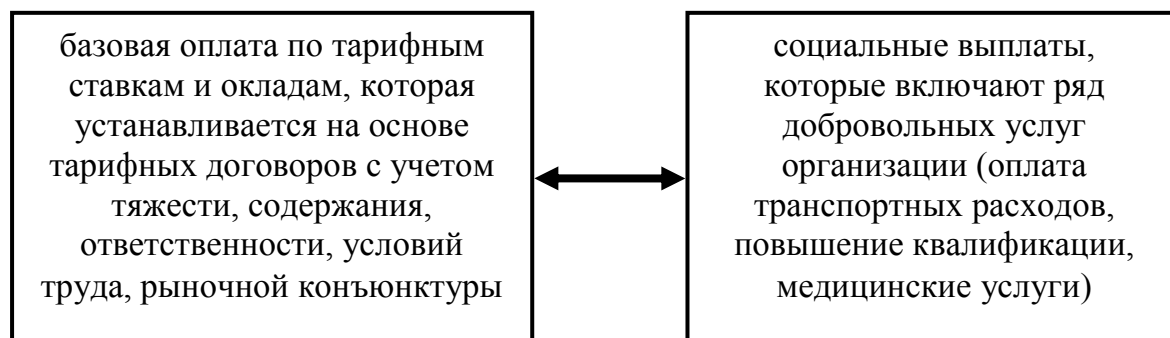 базовая оплата по тарифным
ставкам и окладам, которая
устанавливается на основе
тарифных договоров с учетом
тяжести, содержания,
ответственности, условий
труда, рыночной конъюнктуры
социальные выплаты,
которые включают ряд
добровольных услуг
организации (оплата
транспортных расходов,
повышение квалификации,
медицинские услуги)